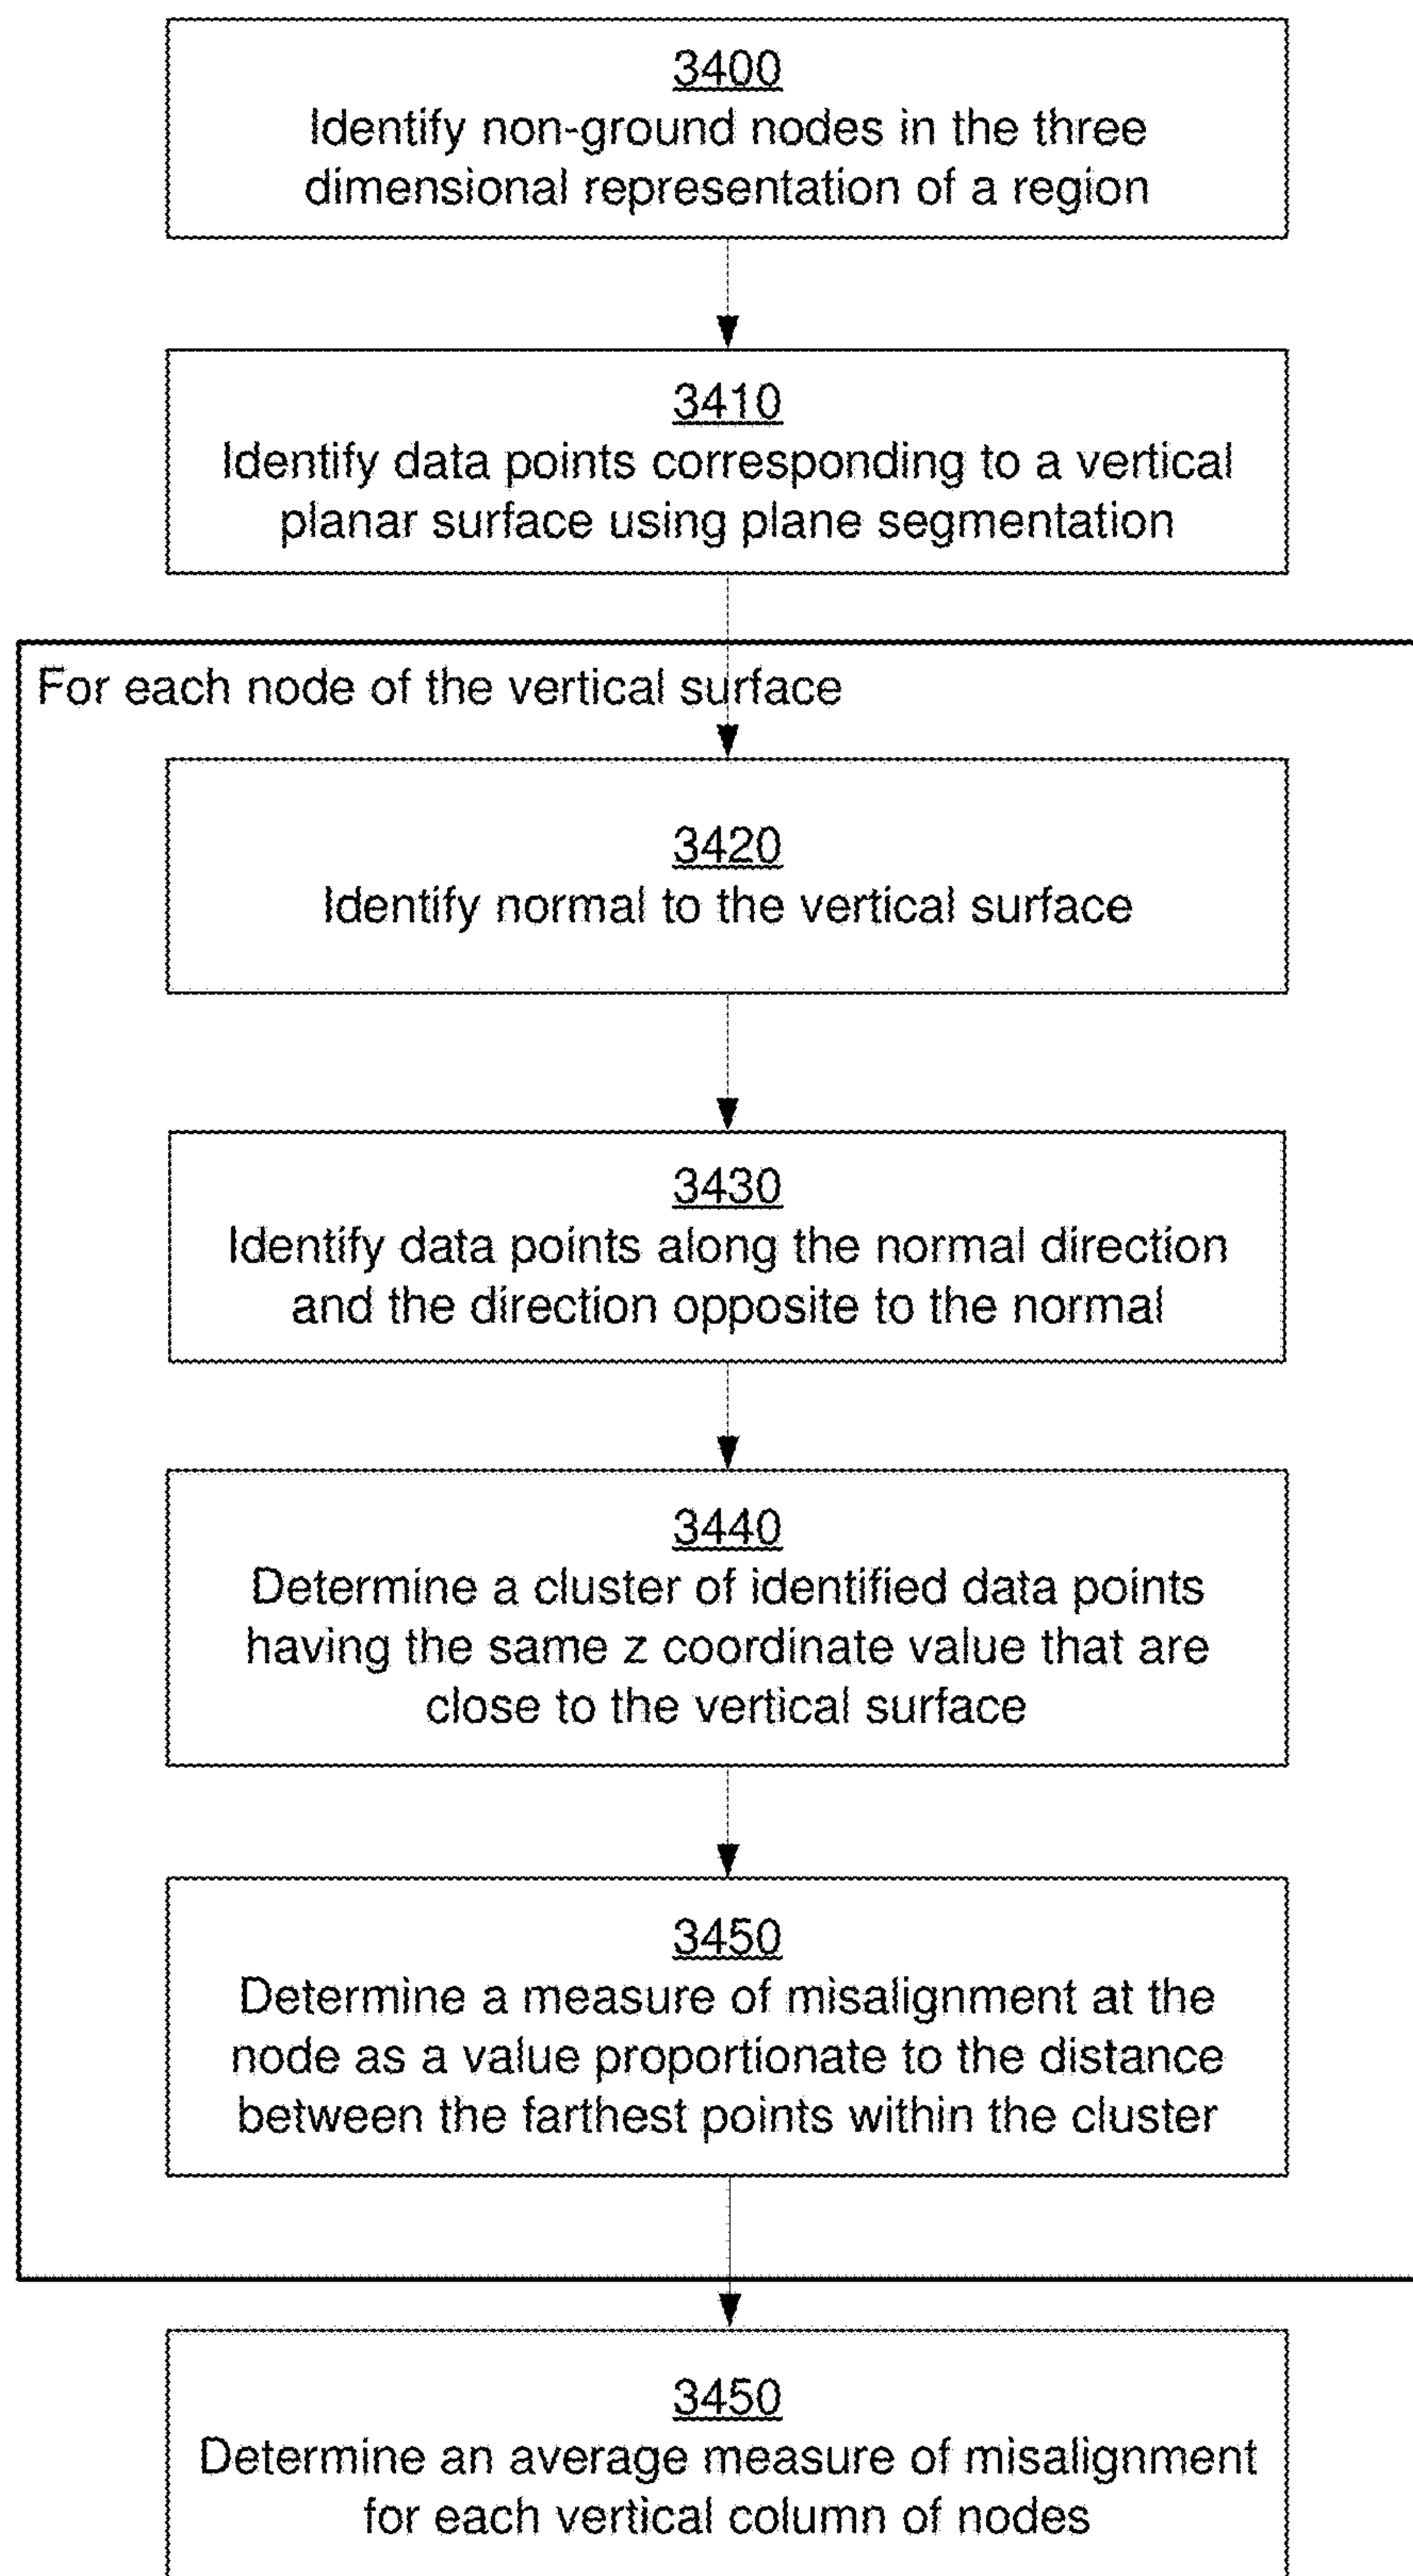 3400
Identify non-ground nodes in the three
dimensional representation of a region
3410
Identify data points corresponding to a vertical
planar surface using plane segmentation
For each node of the vertical surface
3420
Identify normal to the vertical surface
3430
Identify data points along the normal direction
and the direction opposite to the normal
3440
Determine a cluster of identified data points
having the same z coordinate value that are
close to the vertical surface
3450
Determine a measure of misalignment at the
node as a value proportionate to the distance
between the farthest points within the cluster
3450
Determine an average measure of misalignment
for each vertical column of nodes